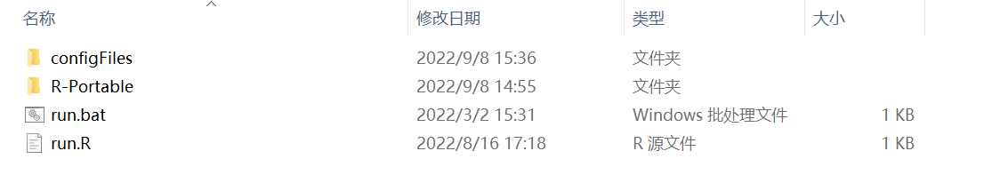 名称 修改日期 类型 大小
configFiles 2022/9/8 15:36 文件夹
R-Portable 2022/9/8 14:55 文件夹
run.bat 2022/3/2 15:31 Windows 批处理文件 1 KB
run.R 2022/8/16 17:18 R 源文件 1 KB